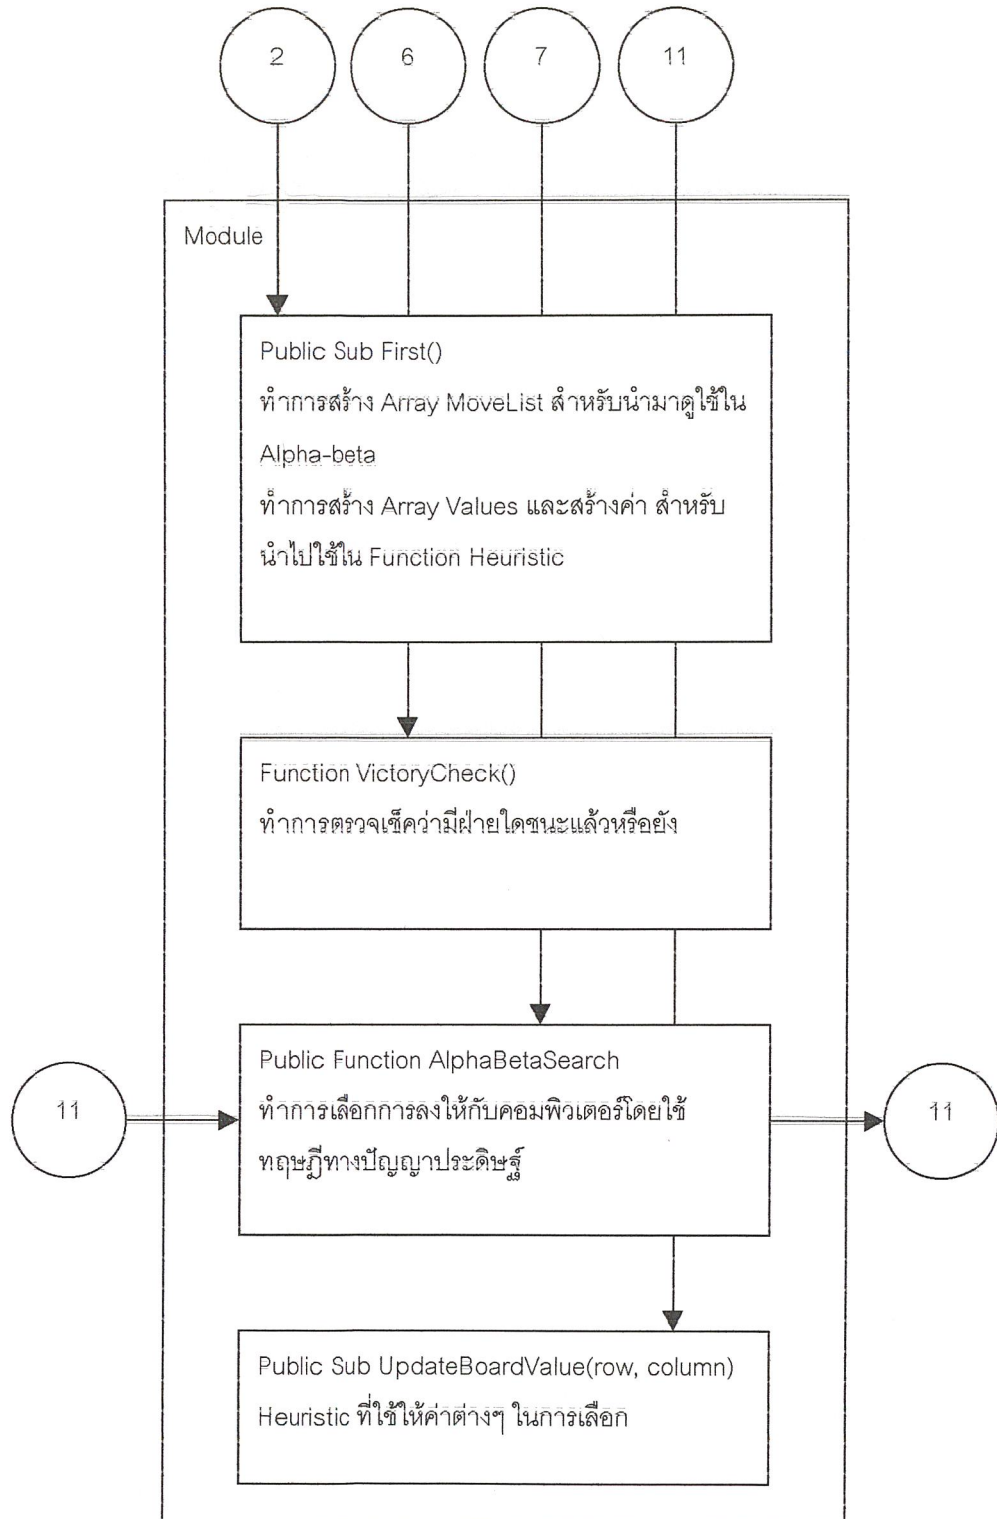 2
6
7
11
Module
Public Sub First()
ทำการสร้าง Array MoveList สำหรับนำมาดูใช้ใน
Alpha-beta
ทำการสร้าง Array Values และสร้างค่า สำหรับ
นำไปใช้ใน Function Heuristic
Function VictoryCheck()
ทำการตรวจเช็คว่ามีฝ่ายใดชนะแล้วหรือยัง
11
Public Function AlphaBetaSearch
ทำการเลือกการลงให้กับคอมพิวเตอร์โดยใช้
ทฤษฎีทางปัญญาประดิษฐ์
11
Public Sub UpdateBoardValue(row, column)
Heuristic ที่ใช้ให้ค่าต่างๆ ในการเลือก